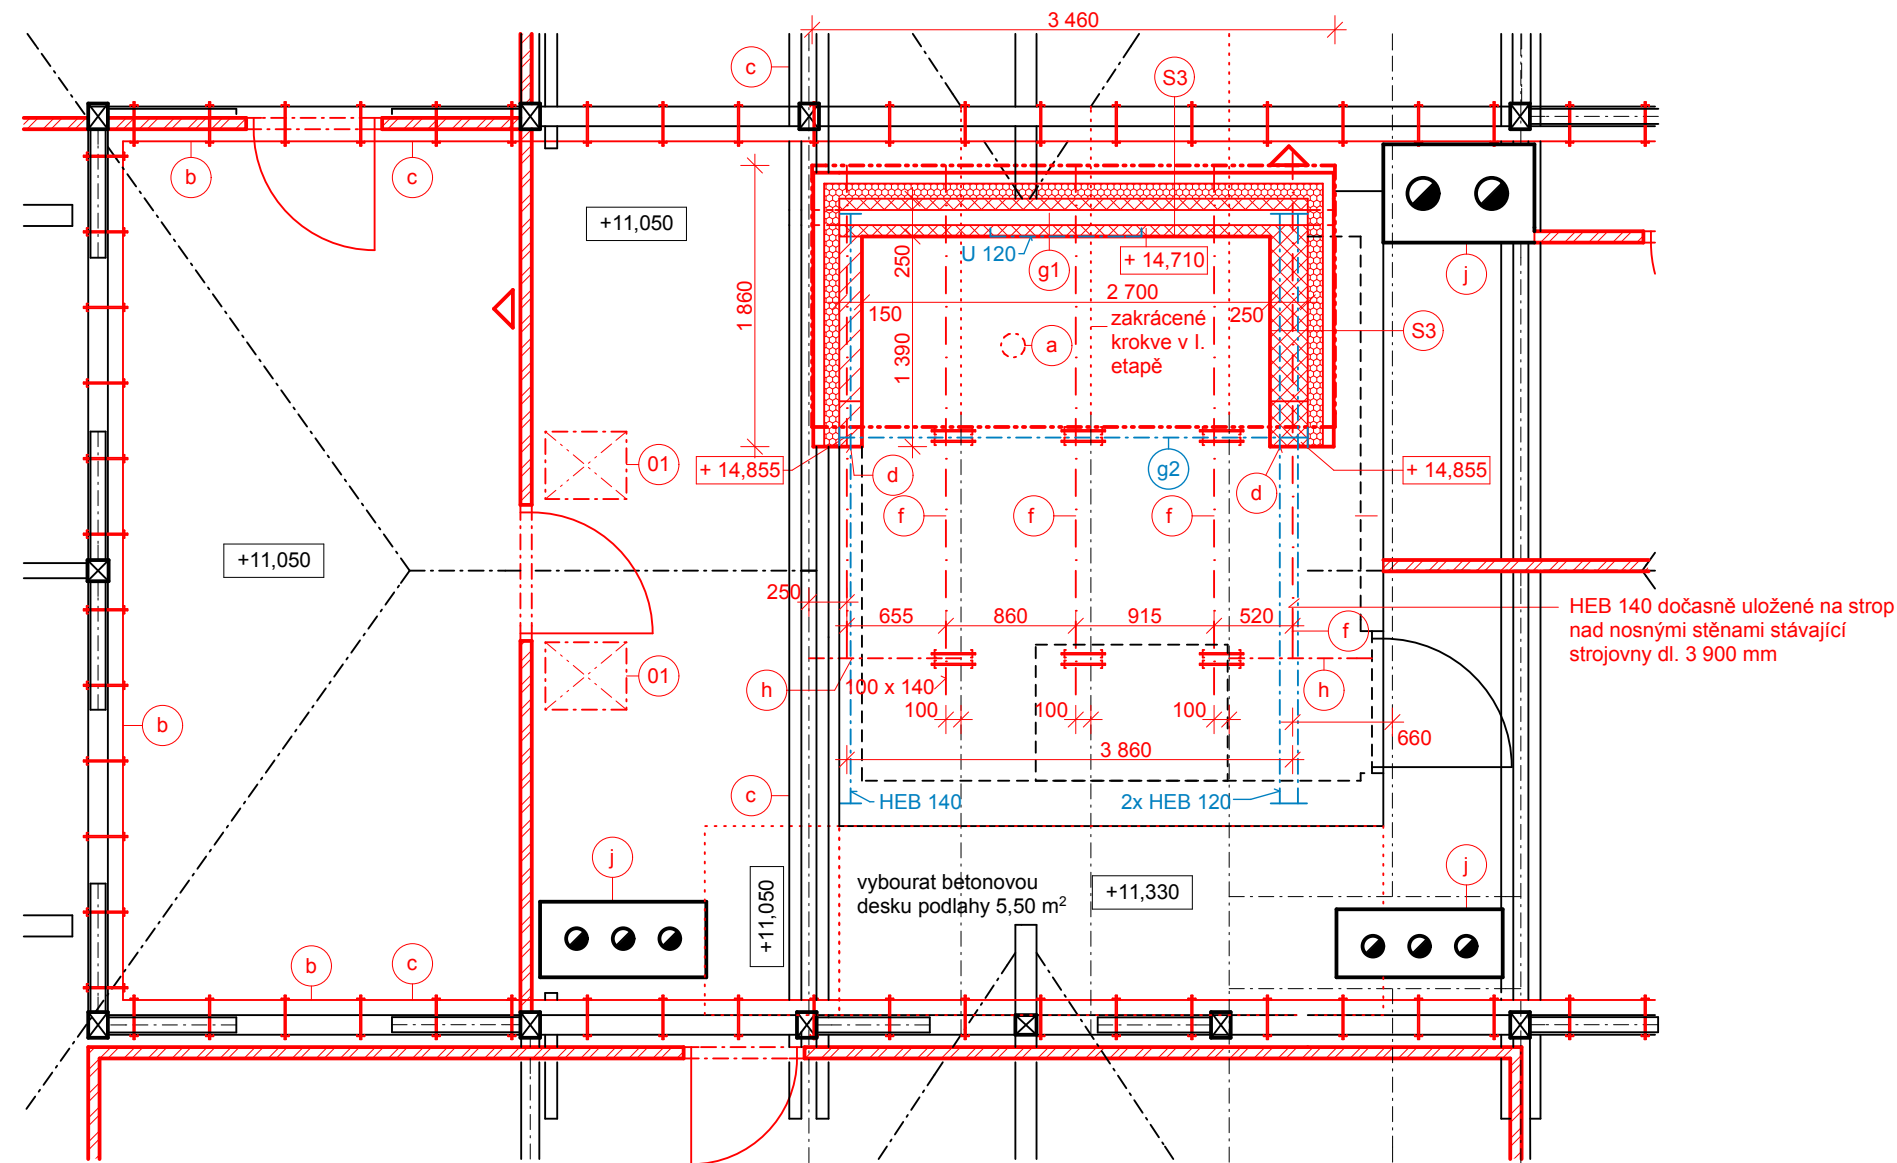 3 460
c
S3
b
c
+11,050
+11,050
j
U 120
g1
+ 14,710
250
1 860
2 700
150
250
zakrácené
krokve v I.
etapě
a
S3
1 390
01
+ 14,855
d
g2
d
+ 14,855
f
f
f
250
655
860
915
520
f
HEB 140 dočasně uložené na strop
nad nosnými stěnami stávající
strojovny dl. 3 900 mm
01
h
100 x 140
h
100
100
100
660
b
3 860
c
HEB 140
2x HEB 120
j
j
+11,050
vybourat betonovou
desku podlahy 5,50 m²
+11,330
b
c